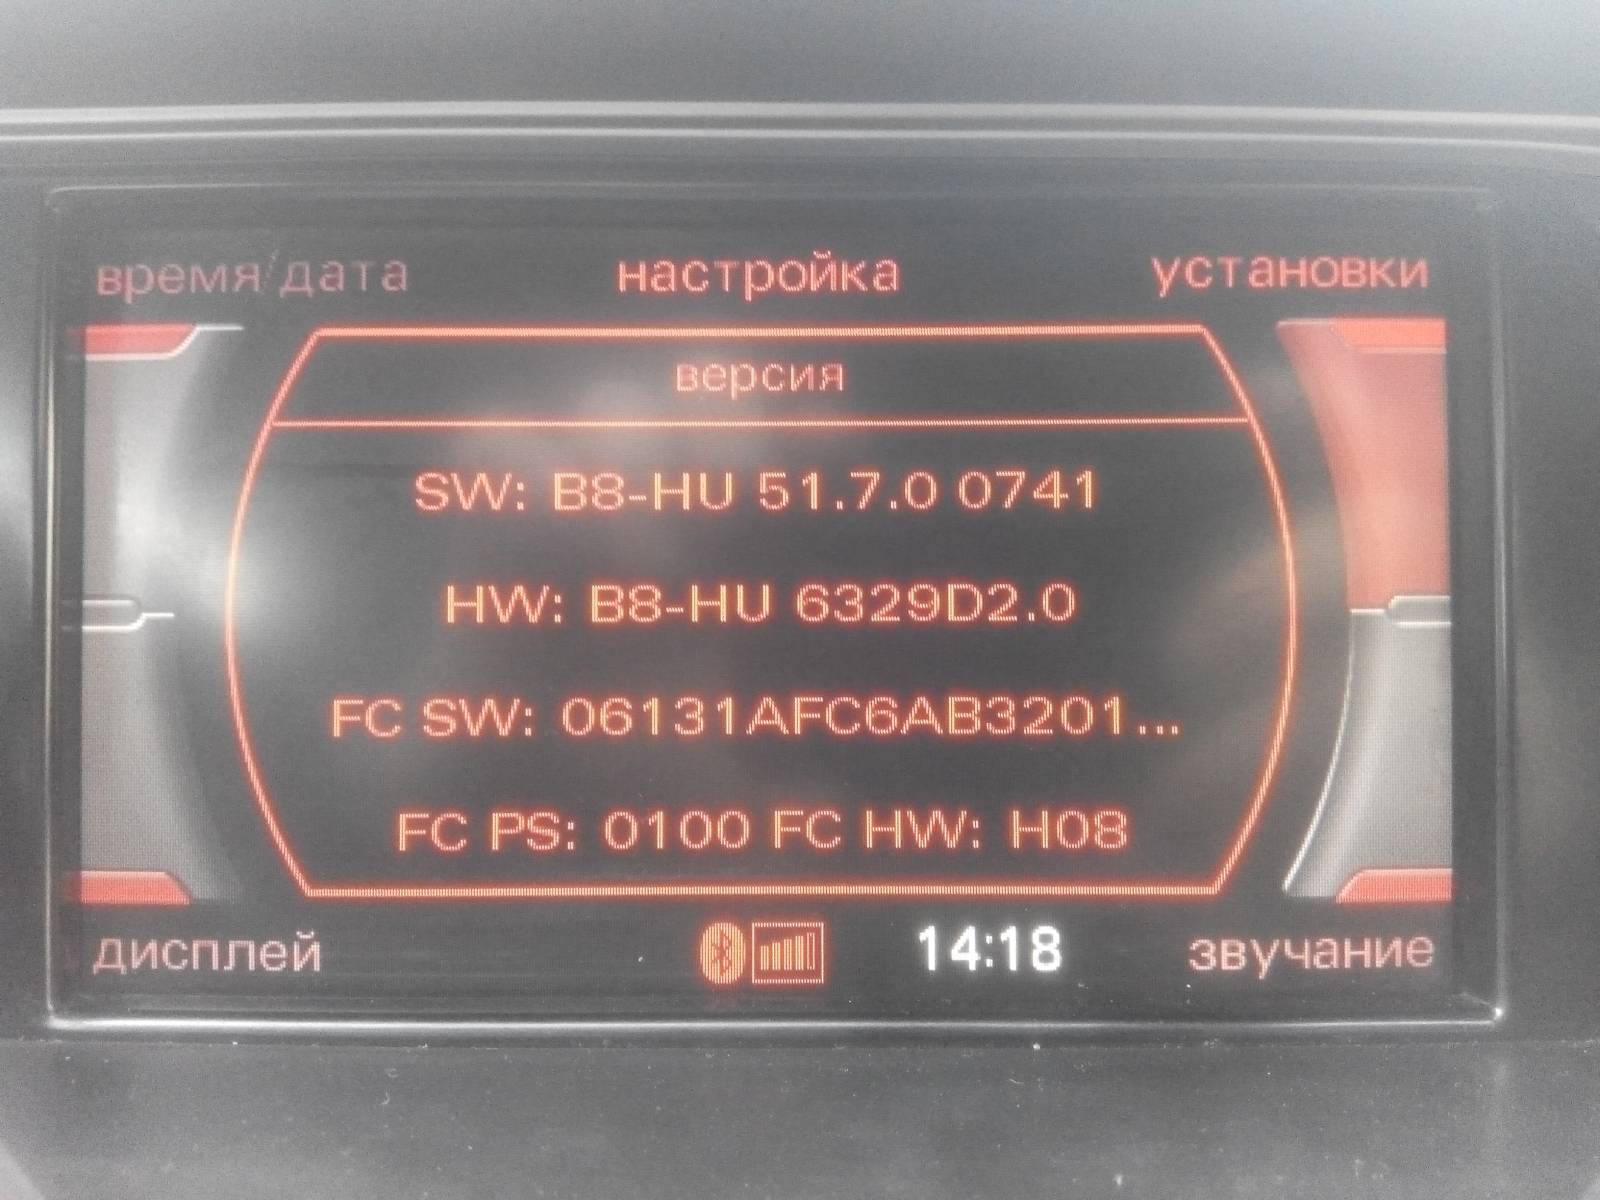 время/дата
настройка
установки
версия
SW: B8-HU 51.7.0 0741
HW: B8-HU 6329D2.0
FC SW: 06131AFC6AB3201...
FC PS: 0100 FC HW: H08
дисплей
14:18
звучание